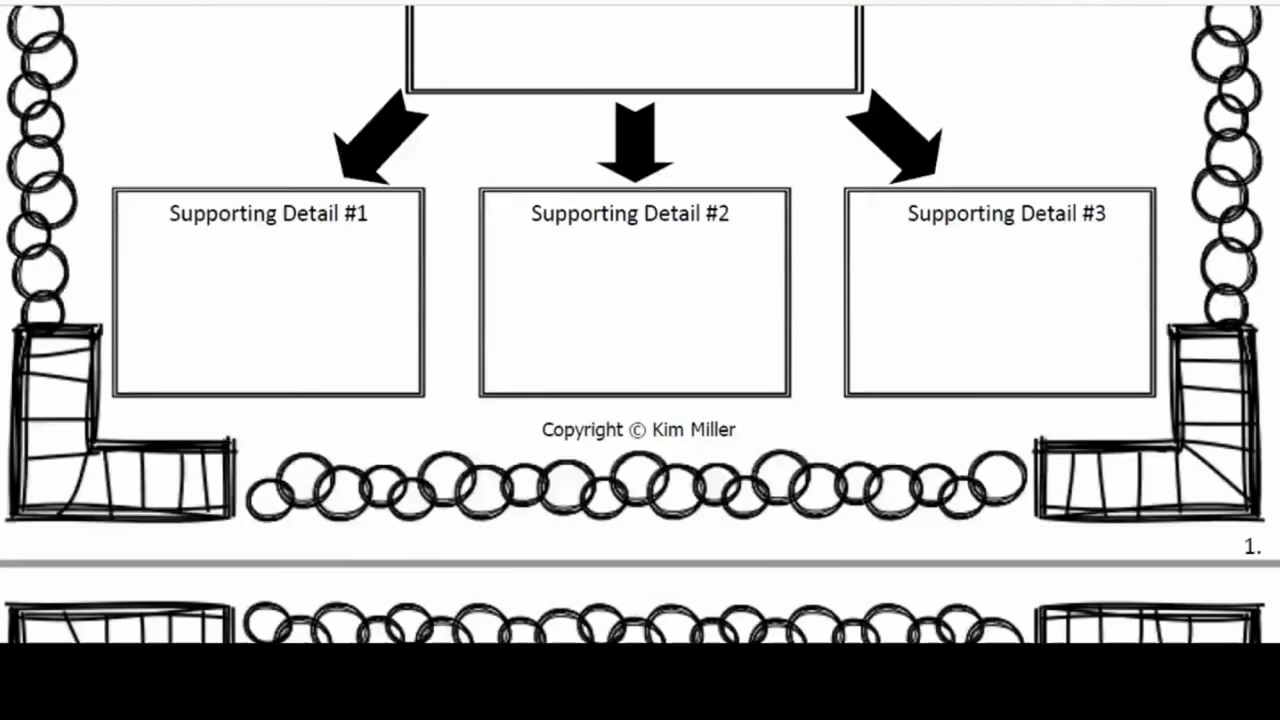 Supporting Detail #1
Supporting Detail #2
Supporting Detail #3
Copyright © Kim Miller
1.